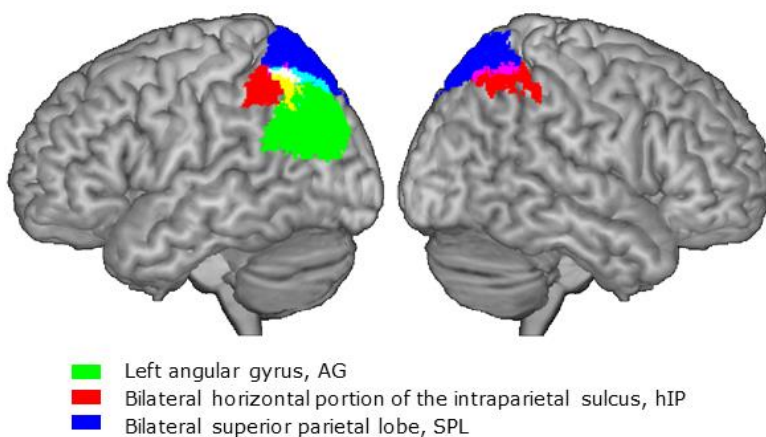 Left angular gyrus, AG
Bilateral horizontal portion of the intraparietal sulcus, hIP
Bilateral superior parietal lobe, SPL